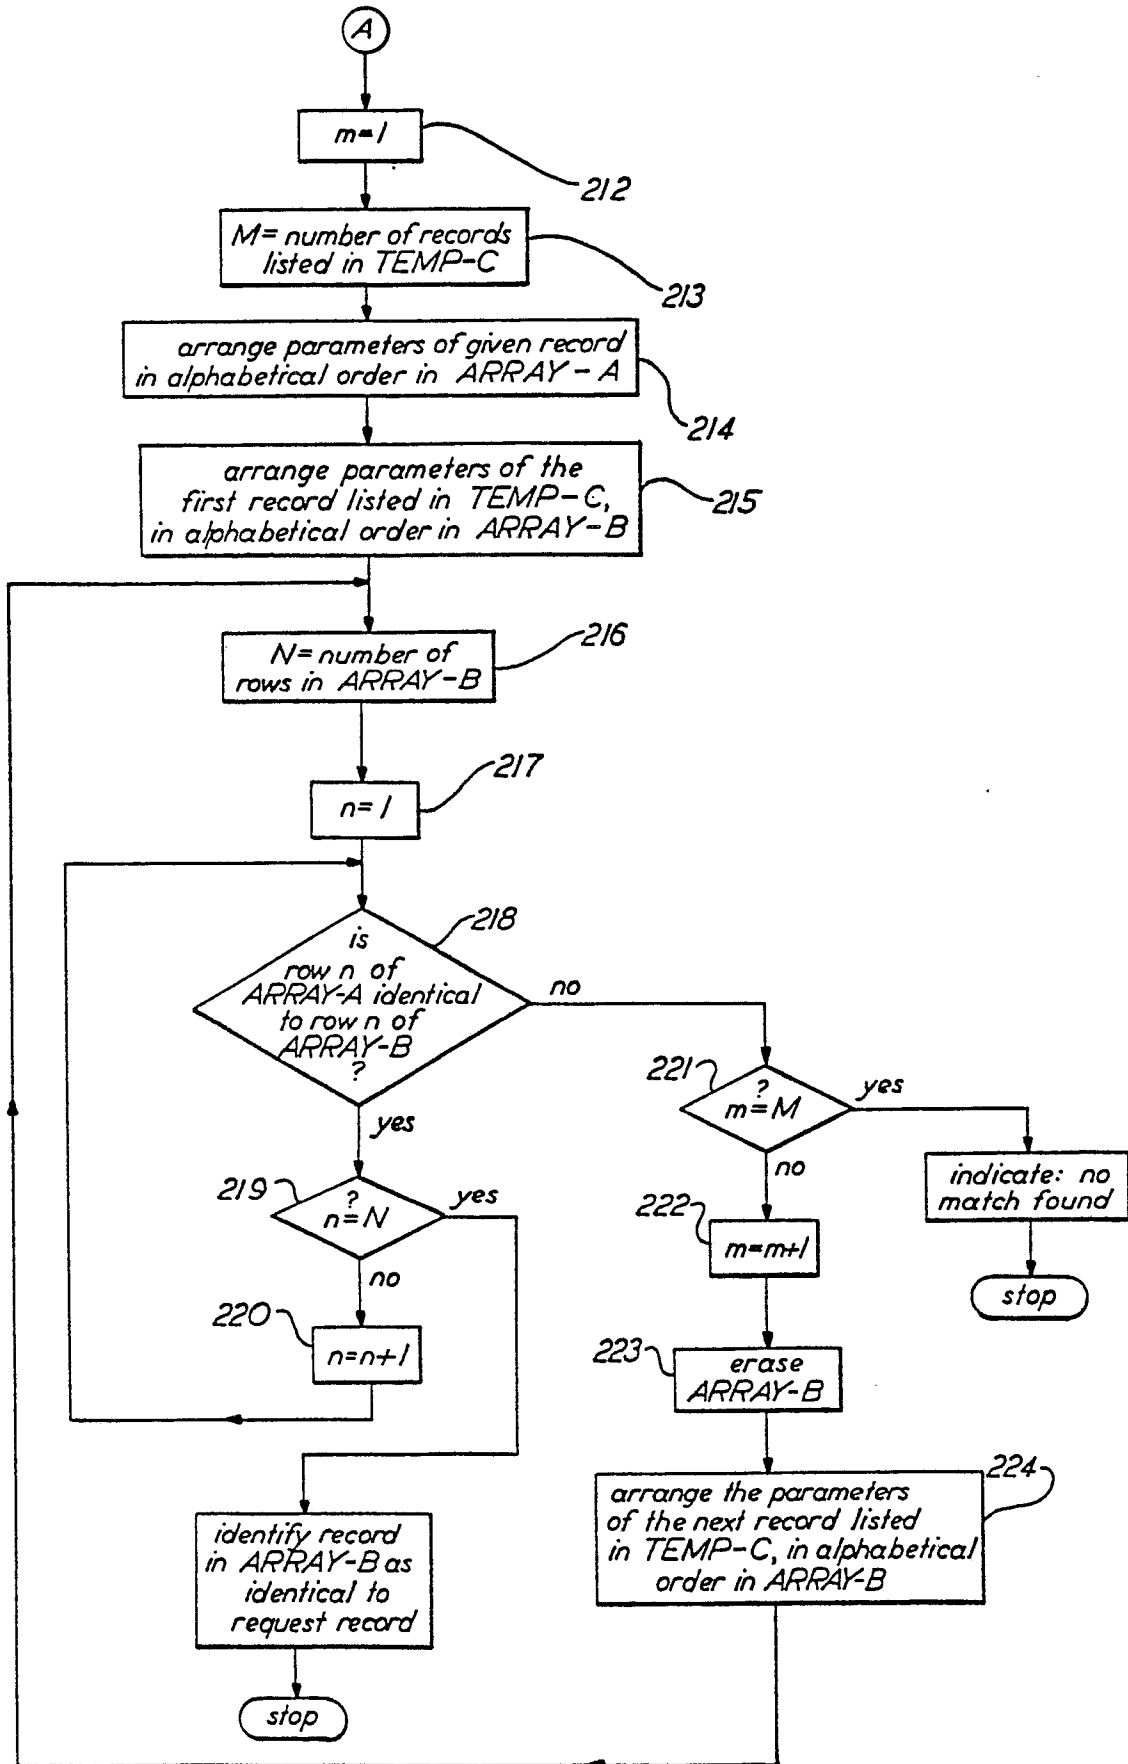 A
m=1
212
M= number of records
listed in TEMP-C
213
arrange parameters of given record
in alphabetical order in ARRAY-A
214
arrange parameters of the
first record listed in TEMP-C,
in alphabetical order in ARRAY-B
215
N= number of
rows in ARRAY-B
216
n=1
217
is
row n of
ARRAY-A identical
to row n of
ARRAY-B
?
218
no
yes
219
?
n=N
yes
no
220
n=n+1
identify record
in ARRAY-B as
identical to
request record
stop
221
?
m=M
yes
no
indicate: no
match found
stop
222
m=m+1
223
erase
ARRAY-B
224
arrange the parameters
of the next record listed
in TEMP-C, in alphabetical
order in ARRAY-B